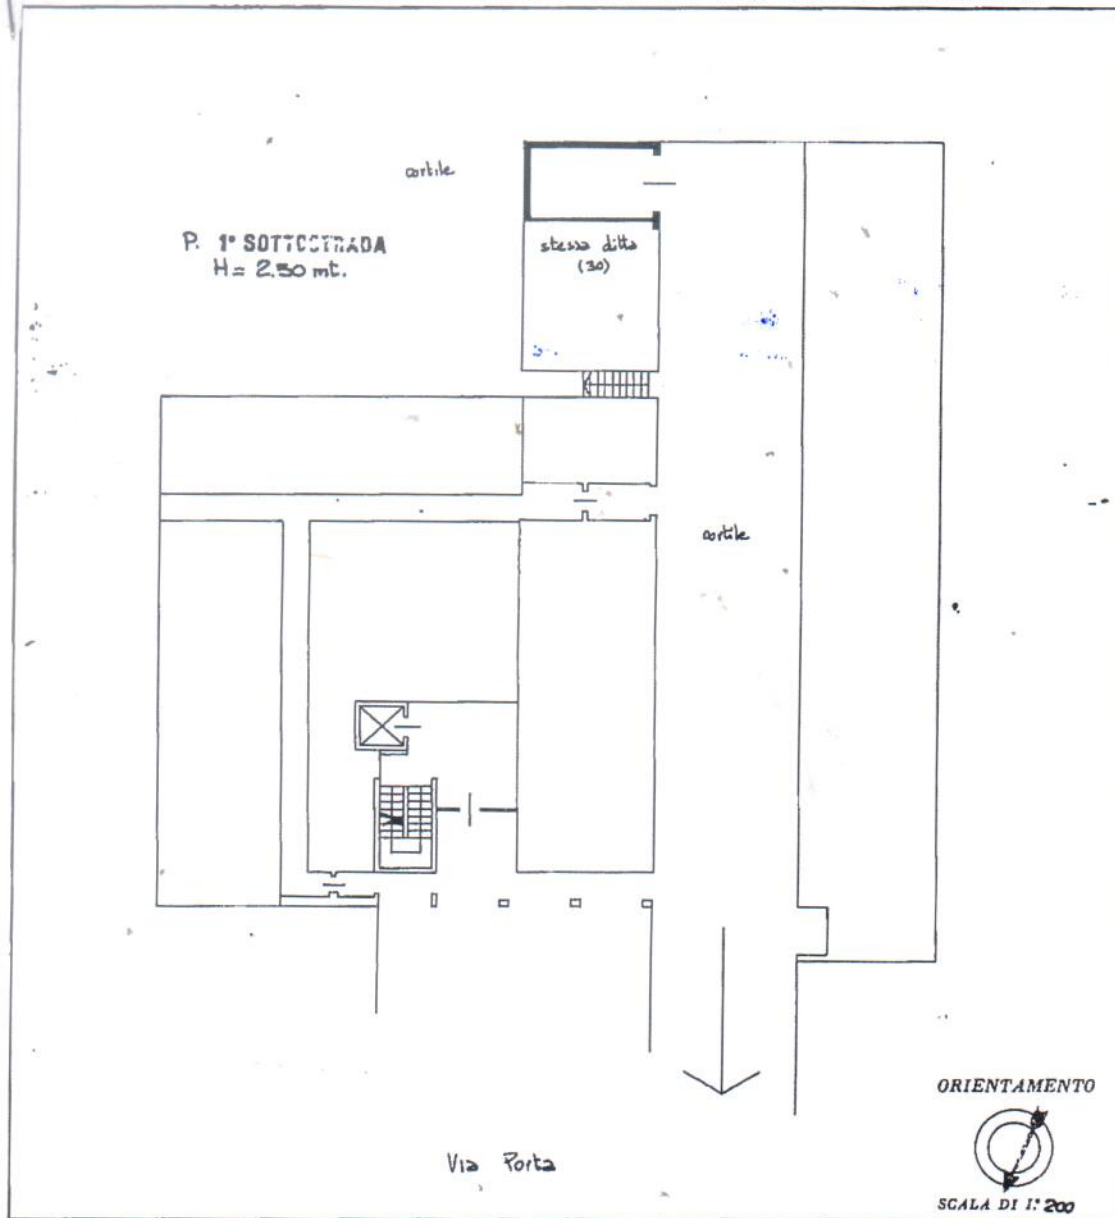 cortile
P. 1° SOTTOSTRADA
H= 2.50 mt.
stessa ditta
(30)
cortile
Via Porta
ORIENTAMENTO
SCALA DI 1: 200